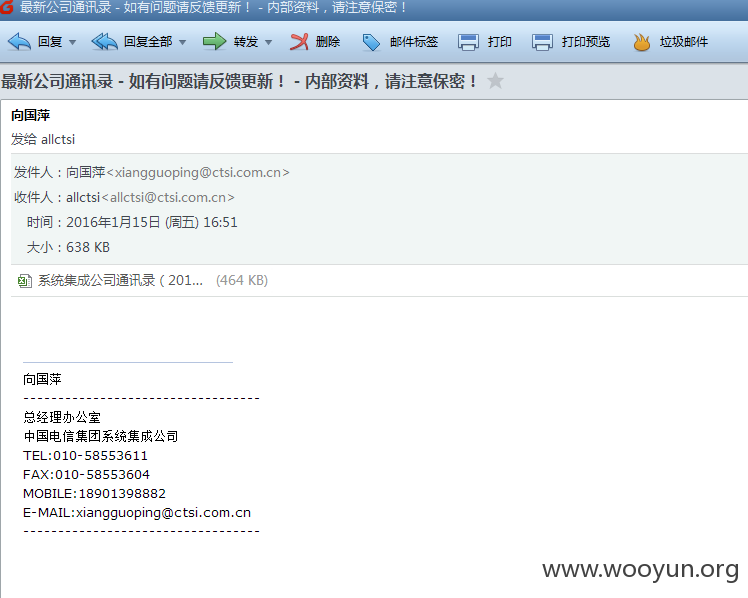 最新公司通讯录 - 如有问题请反馈更新！ - 内部资料，请注意保密！
回复 回复全部 转发 删除 邮件标签 打印 打印预览 垃圾邮件
最新公司通讯录 - 如有问题请反馈更新！ - 内部资料，请注意保密！
向国萍
发给 allctsi
发件人：向国萍<xiangguoping@ctsi.com.cn>
收件人：allctsi<allctsi@ctsi.com.cn>
时间：2016年1月15日 (周五) 16:51
大小：638 KB
系统集成公司通讯录（201... (464 KB)
向国萍
---------------------------------
总经理办公室
中国电信集团系统集成公司
TEL:010-58553611
FAX:010-58553604
MOBILE:18901398882
E-MAIL:xiangguoping@ctsi.com.cn
---------------------------------
www.wooyun.org